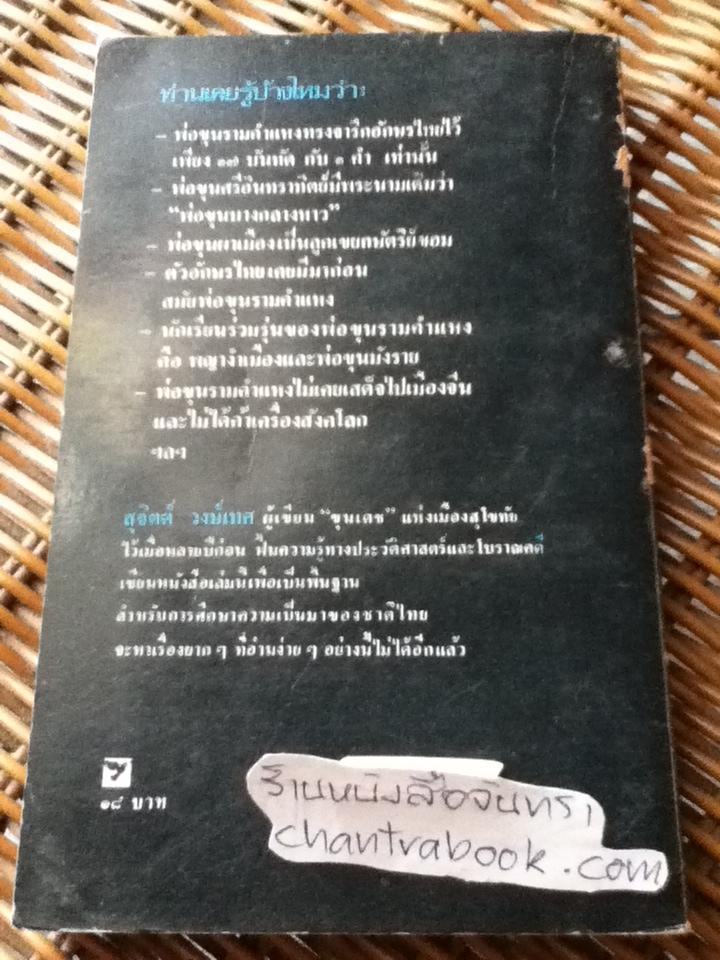 ท่านเคยรู้บ้างไหมว่า:
– พ่อขุนรามคำแหงทรงจารึกอักษรไทยไว้
เพียง ๑๗ บันทัด กับ ๑ คำ เท่านั้น
– พ่อขุนศรีอินทราทิตย์มีพระนามเดิมว่า
“พ่อขุนบางกลางหาว”
– พ่อขุนผาเมืองเป็นลูกเขยกษัตริย์ขอม
– ตัวอักษรไทยเคยมีมาก่อน
สมัยพ่อขุนรามคำแหง
– นักเรียนร่วมรุ่นของพ่อขุนรามคำแหง
คือ พญางำเมืองและพ่อขุนมังราย
– พ่อขุนรามคำแหงไม่เคยเสด็จไปเมืองจีน
และไม่ได้ค้าเครื่องสังคโลก
ฯลฯ
สุจิตต์ วงษ์เทศ ผู้เขียน “ขุนเดช” แห่งเมืองสุโขทัย
ไว้เมื่อหลายปีก่อน ฟื้นความรู้ทางประวัติศาสตร์และโบราณคดี
เขียนหนังสือเล่มนี้เพื่อเป็นพื้นฐาน
สำหรับการศึกษาความเป็นมาของชาติไทย
จะหาเรื่องยาก ๆ ที่อ่านง่าย ๆ อย่างนี้ไม่ได้อีกแล้ว
๑๘ บาท
ร้านหนังสือจันทรา
chantrabook.com